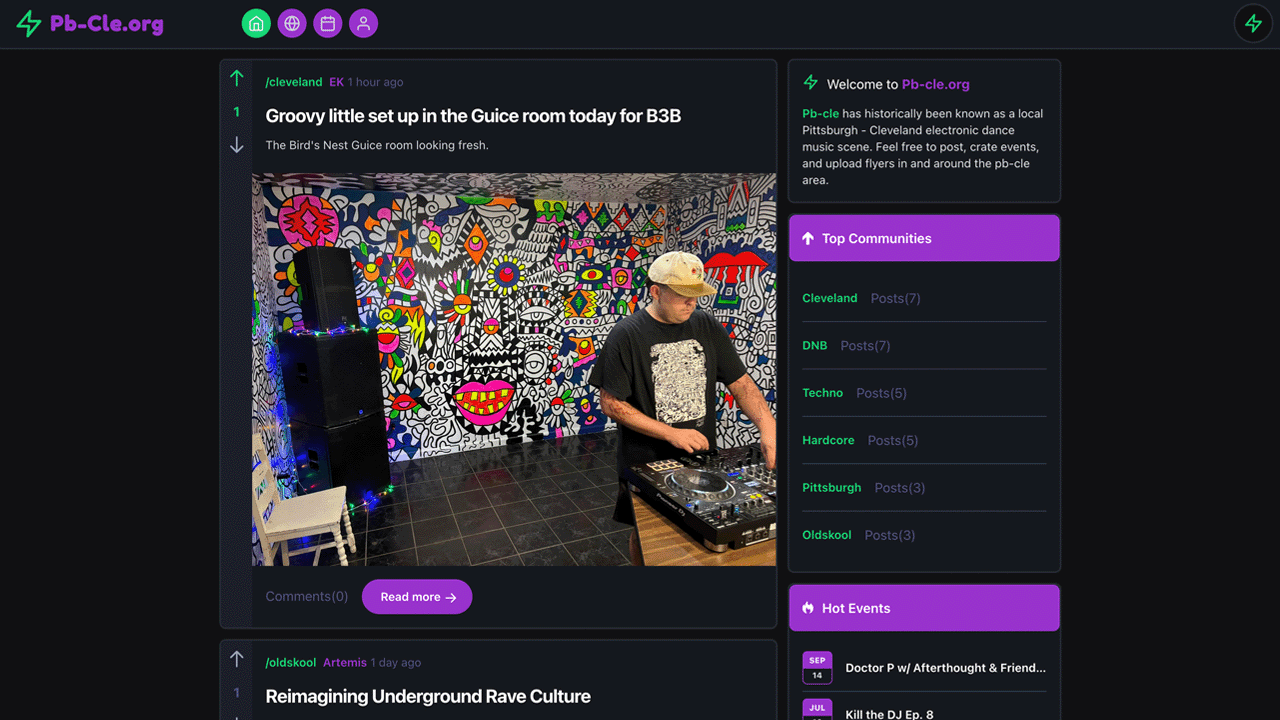 Pb-Cle.org
/cleveland EK 1 hour ago
1
Groovy little set up in the Guice room today for B3B
The Bird's Nest Guice room looking fresh.
Comments(0)
Read more →
/oldskool Artemis 1 day ago
1
Reimagining Underground Rave Culture
Welcome to Pb-cle.org
Pb-cle has historically been known as a local
Pittsburgh - Cleveland electronic dance
music scene. Feel free to post, crate events,
and upload flyers in and around the pb-cle
area.
Top Communities
Cleveland Posts(7)
DNB Posts(7)
Techno Posts(5)
Hardcore Posts(5)
Pittsburgh Posts(3)
Oldskool Posts(3)
Hot Events
SEP
14
Doctor P w/ Afterthought & Friend...
JUL
Kill the DJ Ep. 8